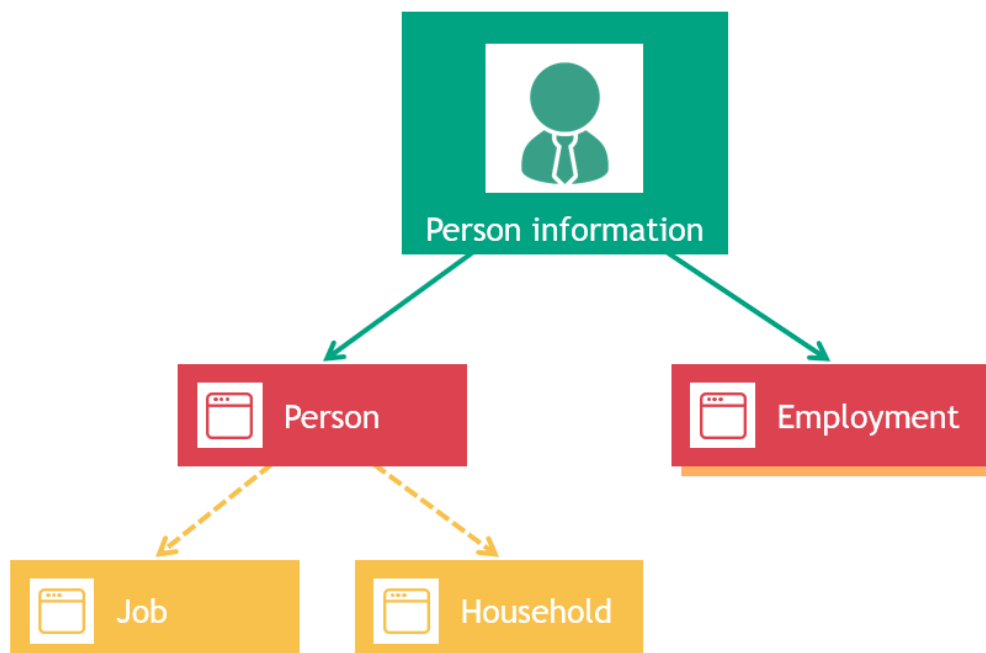 Person information
Person
Employment
Job
Household